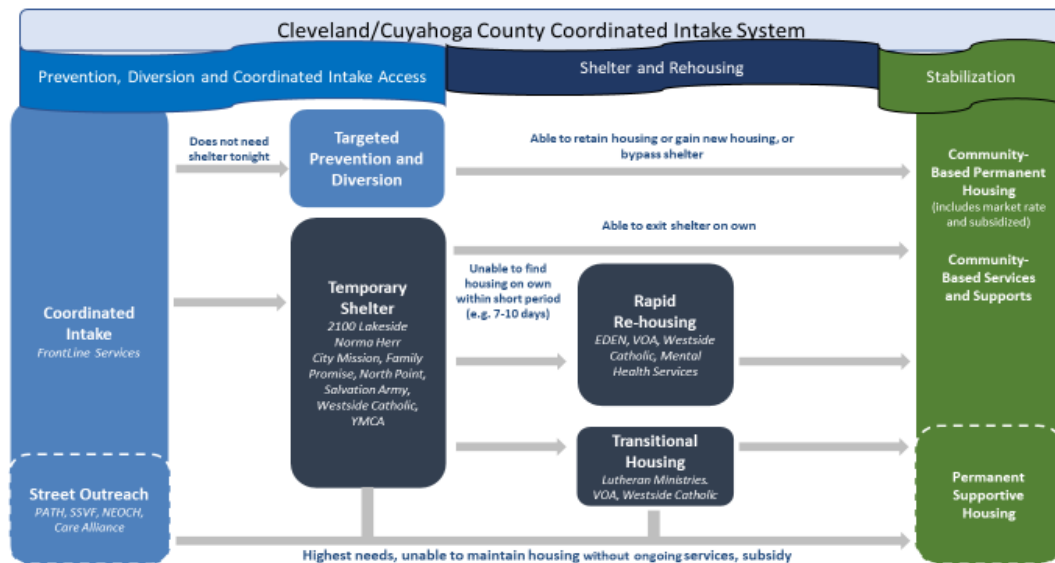 Cleveland/Cuyahoga County Coordinated Intake System
Prevention, Diversion and Coordinated Intake Access
Shelter and Rehousing
Stabilization
Does not need
shelter tonight
Targeted
Prevention and
Diversion
Able to retain housing or gain new housing, or
bypass shelter
Community-
Based Permanent
Housing
(includes market rate
and subsidized)
Community-
Based Services
and Supports
Able to exit shelter on own
Coordinated
Intake
FrontLine Services
Temporary
Shelter
2100 Lakeside
Norma Herr
City Mission, Family
Promise, North Point,
Salvation Army,
Westside Catholic,
YMCA
Unable to find
housing on own
within short period
(e.g. 7-10 days)
Rapid
Re-housing
EDEN, VOA, Westside
Catholic, Mental
Health Services
Transitional
Housing
Lutheran Ministries.
VOA, Westside Catholic
Street Outreach
PATH, SSVF, NEOCH,
Care Alliance
Permanent
Supportive
Housing
Highest needs, unable to maintain housing without ongoing services, subsidy